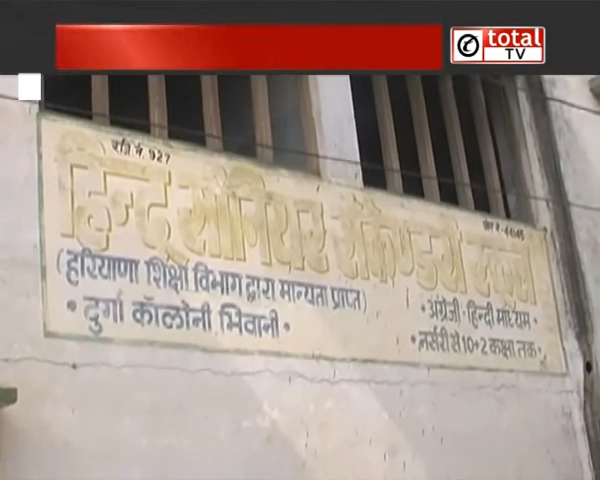 total
TV
रजि नं. 927
हिन्दू सीनियर सैकेण्डरी स्कूल
(हरियाणा शिक्षा विभाग द्वारा मान्यता प्राप्त)
• अंग्रेजी-हिन्दी माध्यम •
• दुर्गा कॉलोनी भिवानी •
• नर्सरी से 10+2 कक्षा तक •